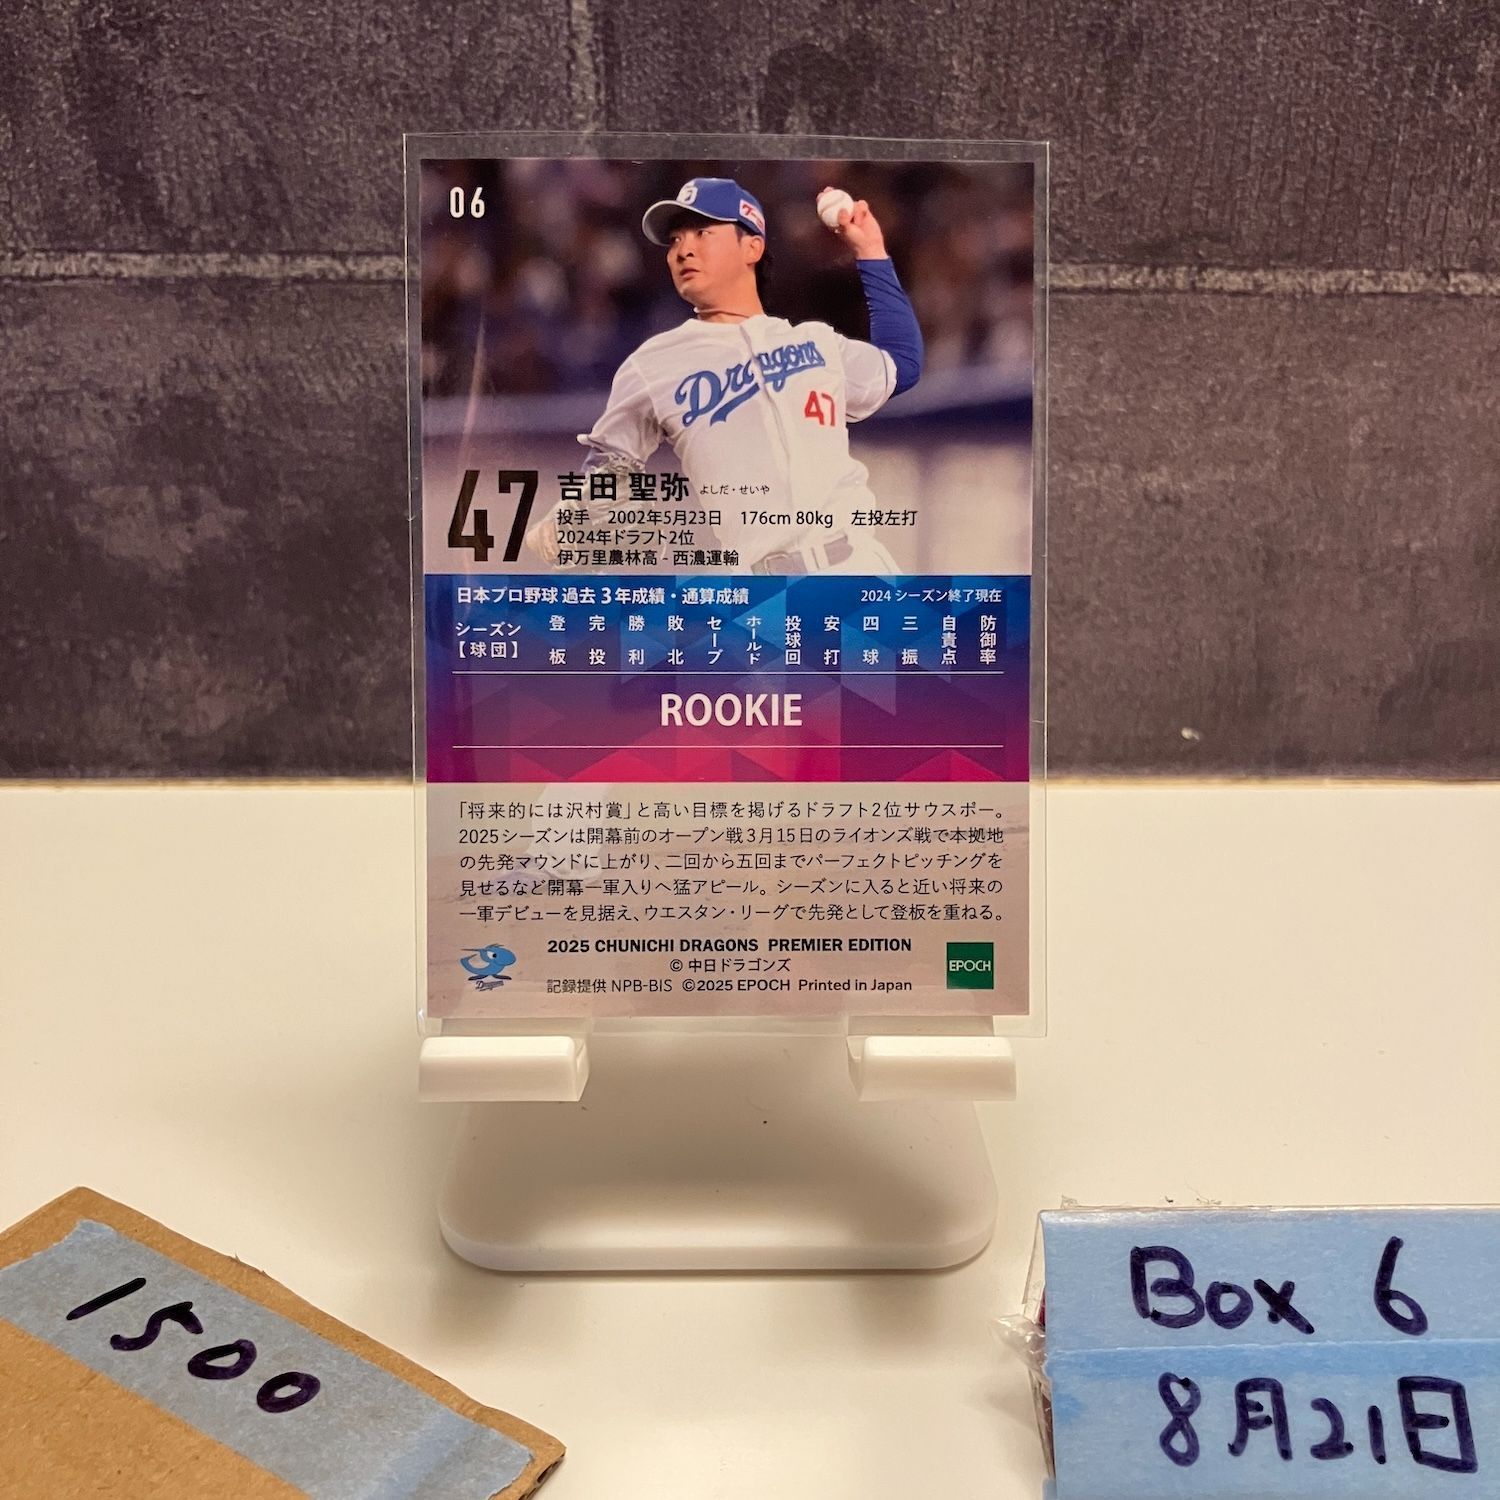 06
Dragons
47
47
吉田 聖弥 よしだ・せいや
投手 2002年5月23日 176cm 80kg 左投左打
2024年ドラフト2位
伊万里農林高 - 西濃運輸
日本プロ野球 過去3年成績・通算成績 2024 シーズン終了現在
シーズン【球団】 登板 完投 勝利 敗北 セーブ ホールド 投球回 安打 四球 三振 自責点 防御率
ROOKIE
「将来的には沢村賞」と高い目標を掲げるドラフト2位サウスポー。
2025シーズンは開幕前のオープン戦3月15日のライオンズ戦で本拠地
の先発マウンドに上がり、二回から五回までパーフェクトピッチングを
見せるなど開幕一軍入りへ猛アピール。シーズンに入ると近い将来の
一軍デビューを見据え、ウエスタン・リーグで先発として登板を重ねる。
2025 CHUNICHI DRAGONS PREMIER EDITION
© 中日ドラゴンズ
記録提供 NPB-BIS ©2025 EPOCH Printed in Japan
Dragons
EPOCH
1500
Box 6
8月21日